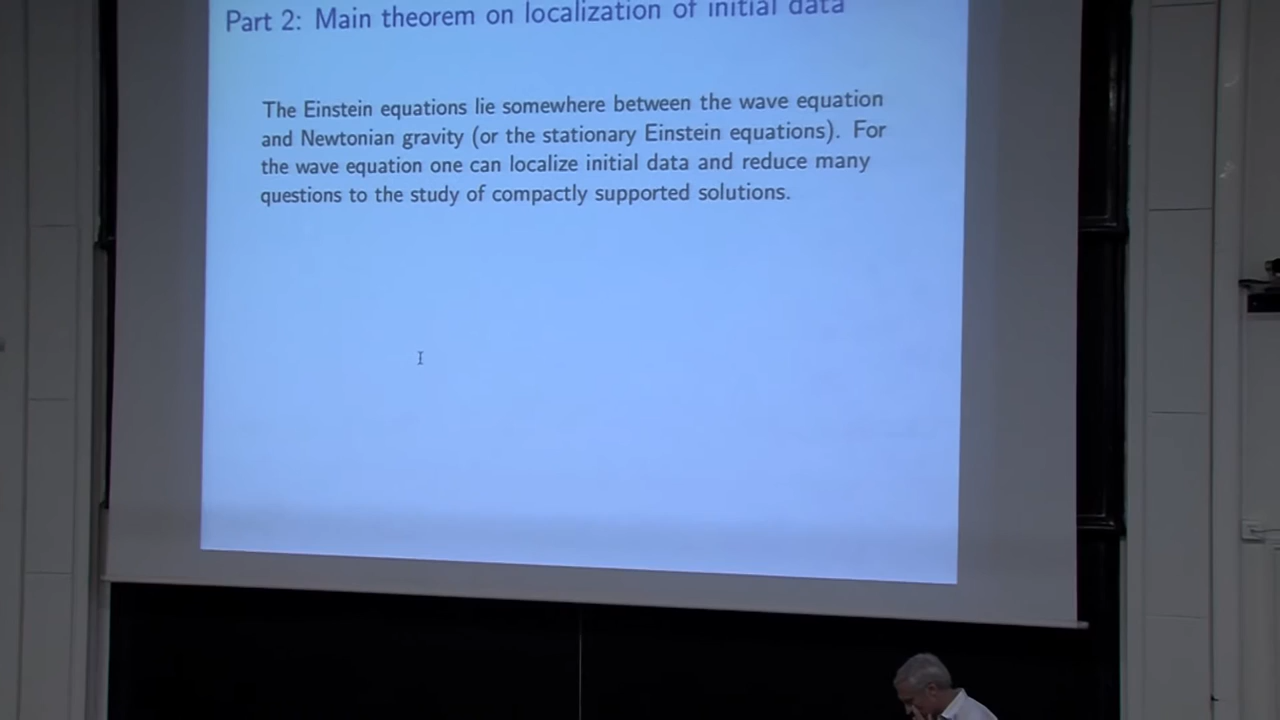 Part 2: Main theorem on localization of initial data
The Einstein equations lie somewhere between the wave equation
and Newtonian gravity (or the stationary Einstein equations). For
the wave equation one can localize initial data and reduce many
questions to the study of compactly supported solutions.